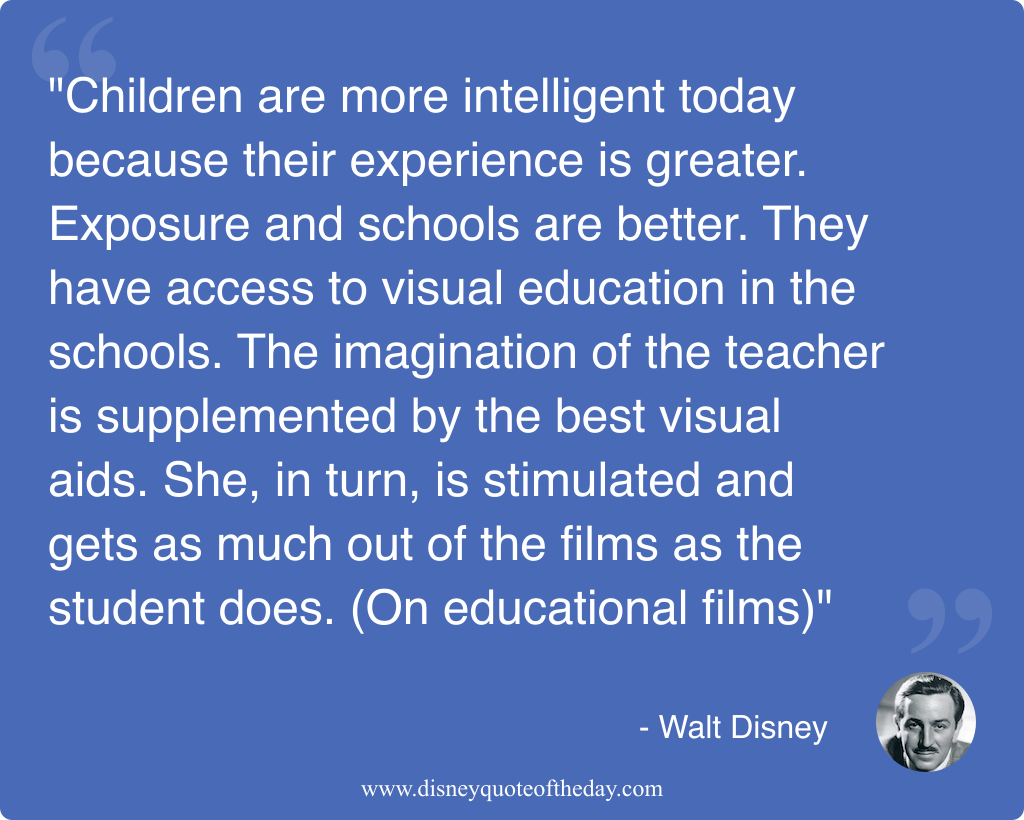 "Children are more intelligent today
because their experience is greater.
Exposure and schools are better. They
have access to visual education in the
schools. The imagination of the teacher
is supplemented by the best visual
aids. She, in turn, is stimulated and
gets as much out of the films as the
student does. (On educational films)"
- Walt Disney
www.disneyquoteoftheday.com